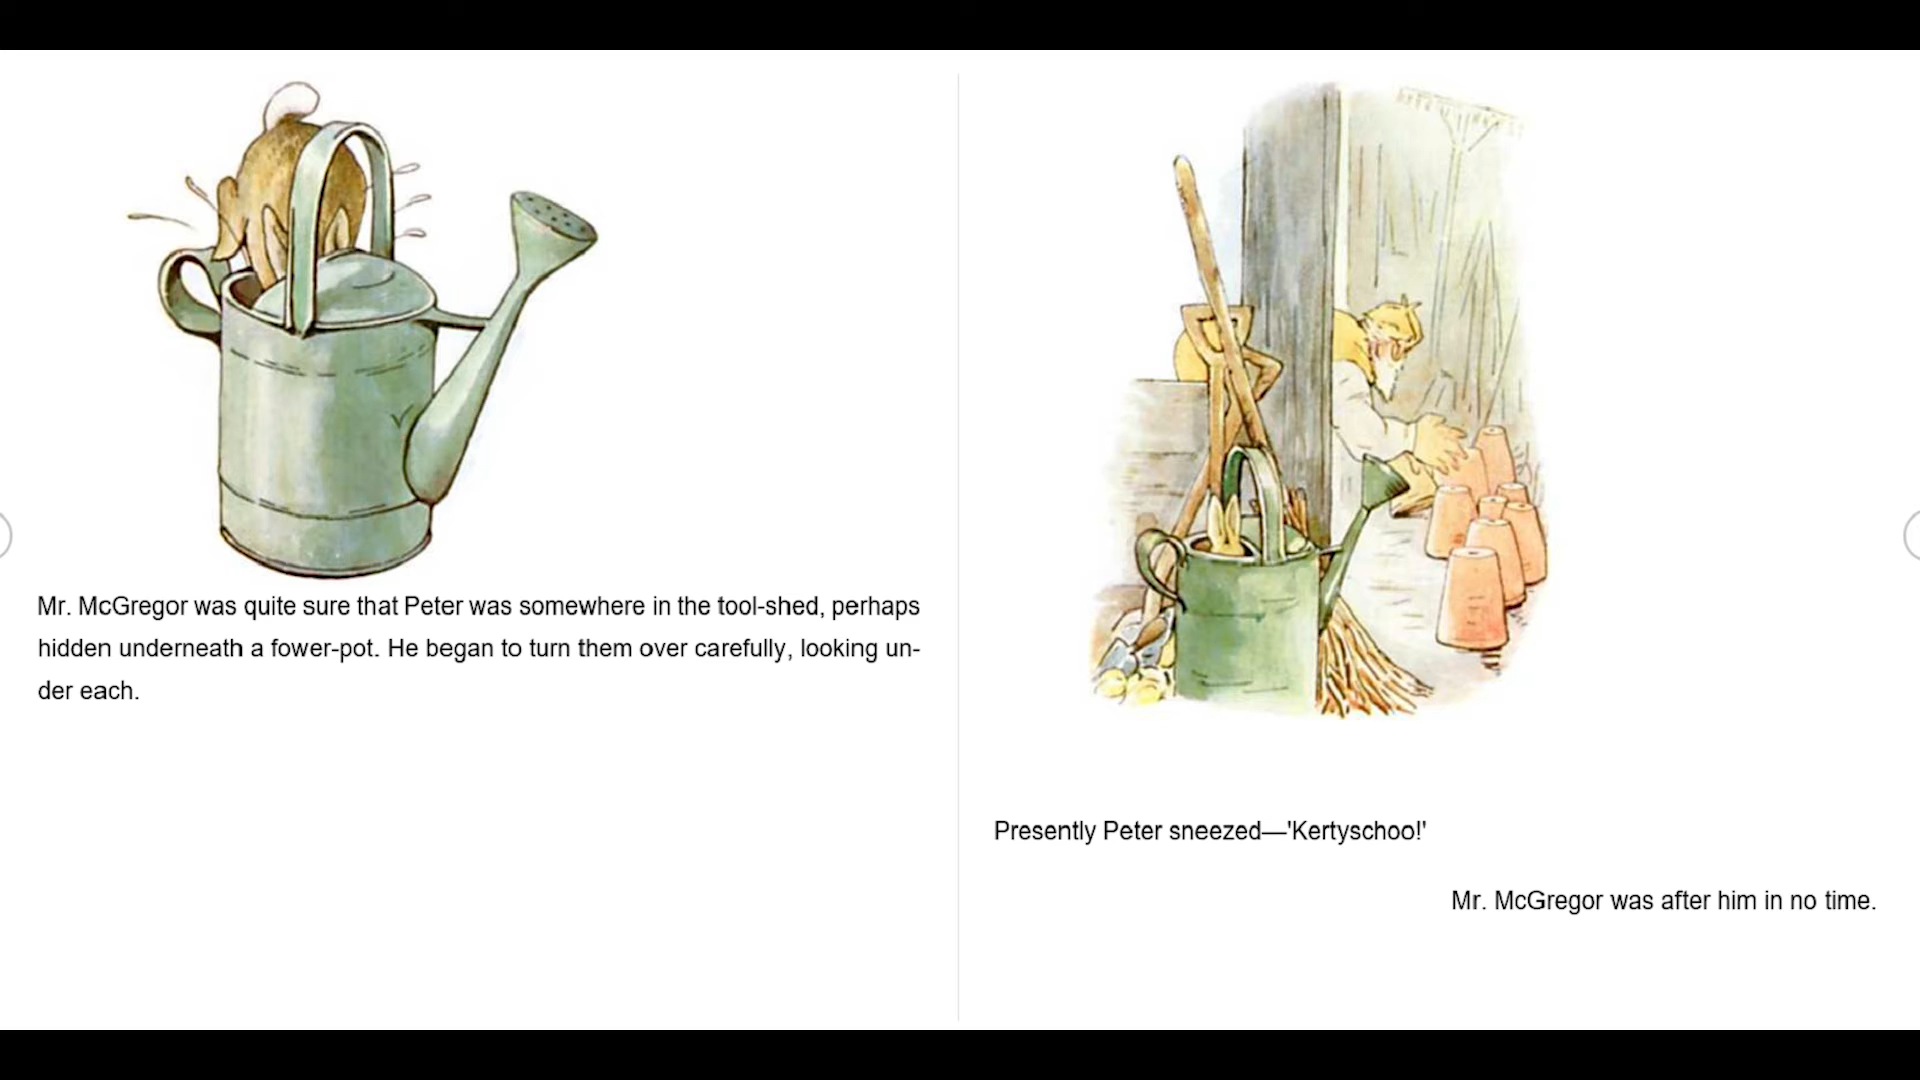 Mr. McGregor was quite sure that Peter was somewhere in the tool-shed, perhaps
hidden underneath a fower-pot. He began to turn them over carefully, looking un-
der each.
Presently Peter sneezed—'Kertyschoo!'
Mr. McGregor was after him in no time.